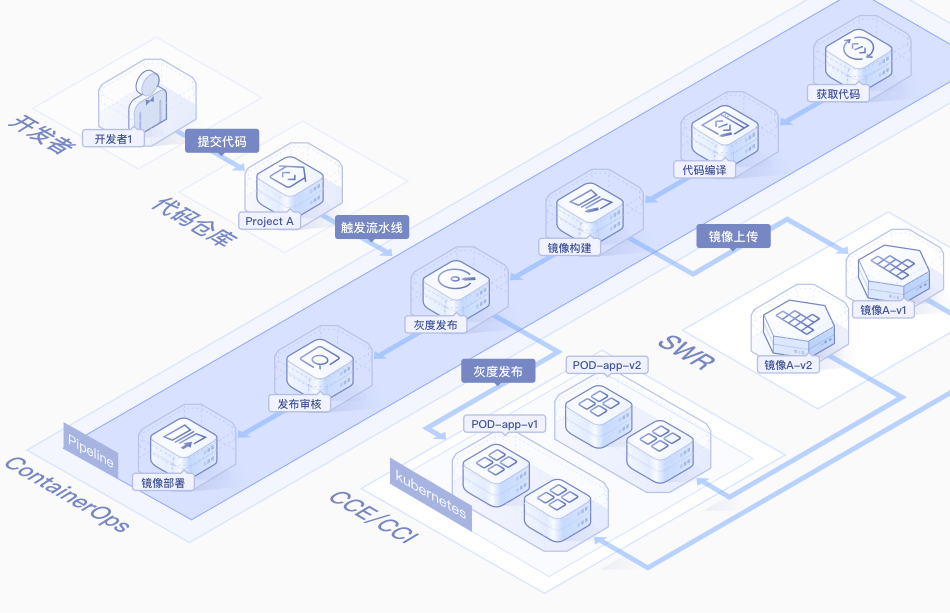 获取代码
开发者
开发者1
提交代码
代码编译
代码仓库
Project A
触发流水线
镜像构建
镜像上传
灰度发布
镜像A-v1
SWR
镜像A-v2
灰度发布
POD-app-v2
发布审核
POD-app-v1
Pipeline
镜像部署
ContainerOps
kubernetes
CCE/CCI